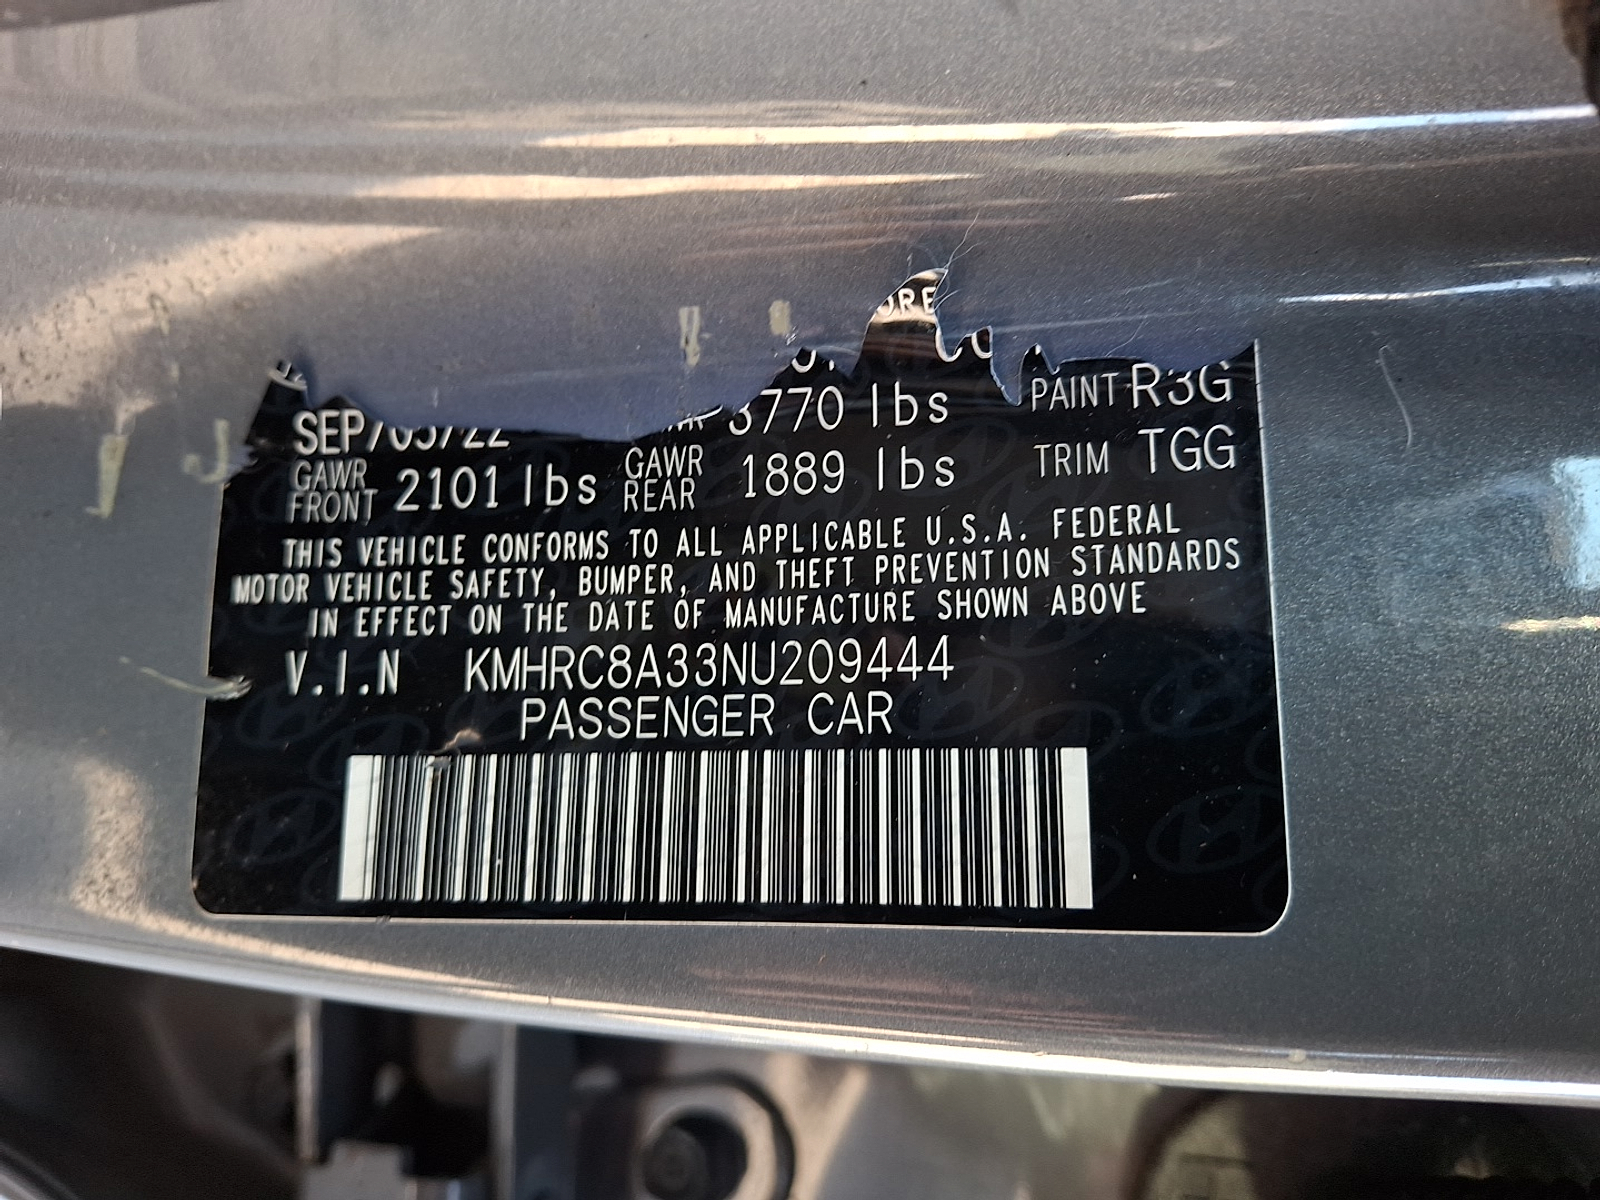 3770 lbs PAINT R3G
SEP/05/22
GAWR FRONT 2101 lbs GAWR REAR 1889 lbs TRIM TGG
THIS VEHICLE CONFORMS TO ALL APPLICABLE U.S.A. FEDERAL
MOTOR VEHICLE SAFETY, BUMPER, AND THEFT PREVENTION STANDARDS
IN EFFECT ON THE DATE OF MANUFACTURE SHOWN ABOVE
V.I.N KMHRC8A33NU209444
PASSENGER CAR